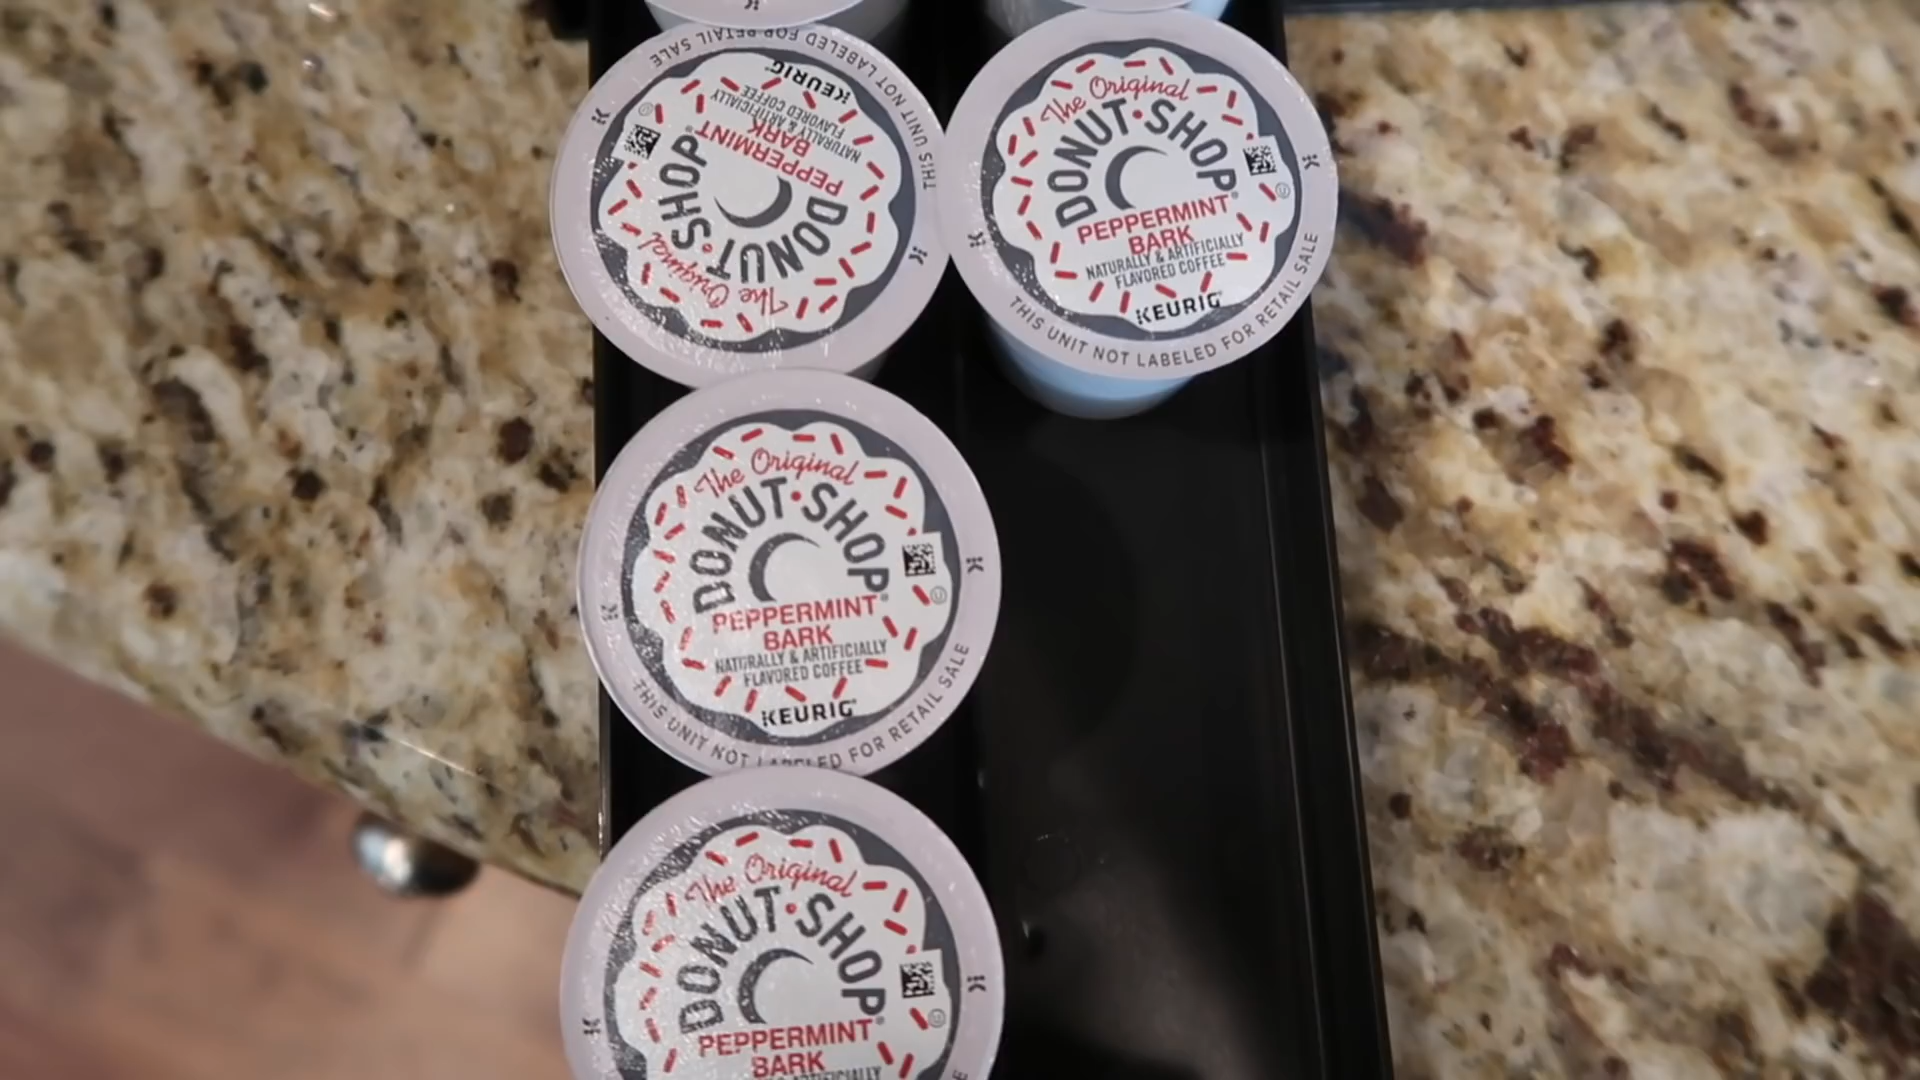 The Original
DONUT·SHOP®
PEPPERMINT
BARK
NATURALLY & ARTIFICIALLY
FLAVORED COFFEE
KEURIG®
THIS UNIT NOT LABELED FOR RETAIL SALE
The Original
DONUT·SHOP®
PEPPERMINT
BARK
NATURALLY & ARTIFICIALLY
FLAVORED COFFEE
KEURIG®
THIS UNIT NOT LABELED FOR RETAIL SALE
The Original
DONUT·SHOP®
PEPPERMINT
BARK
NATURALLY & ARTIFICIALLY
FLAVORED COFFEE
KEURIG®
THIS UNIT NOT LABELED FOR RETAIL SALE
The Original
DONUT·SHOP®
PEPPERMINT
BARK
ARTIFICIALLY